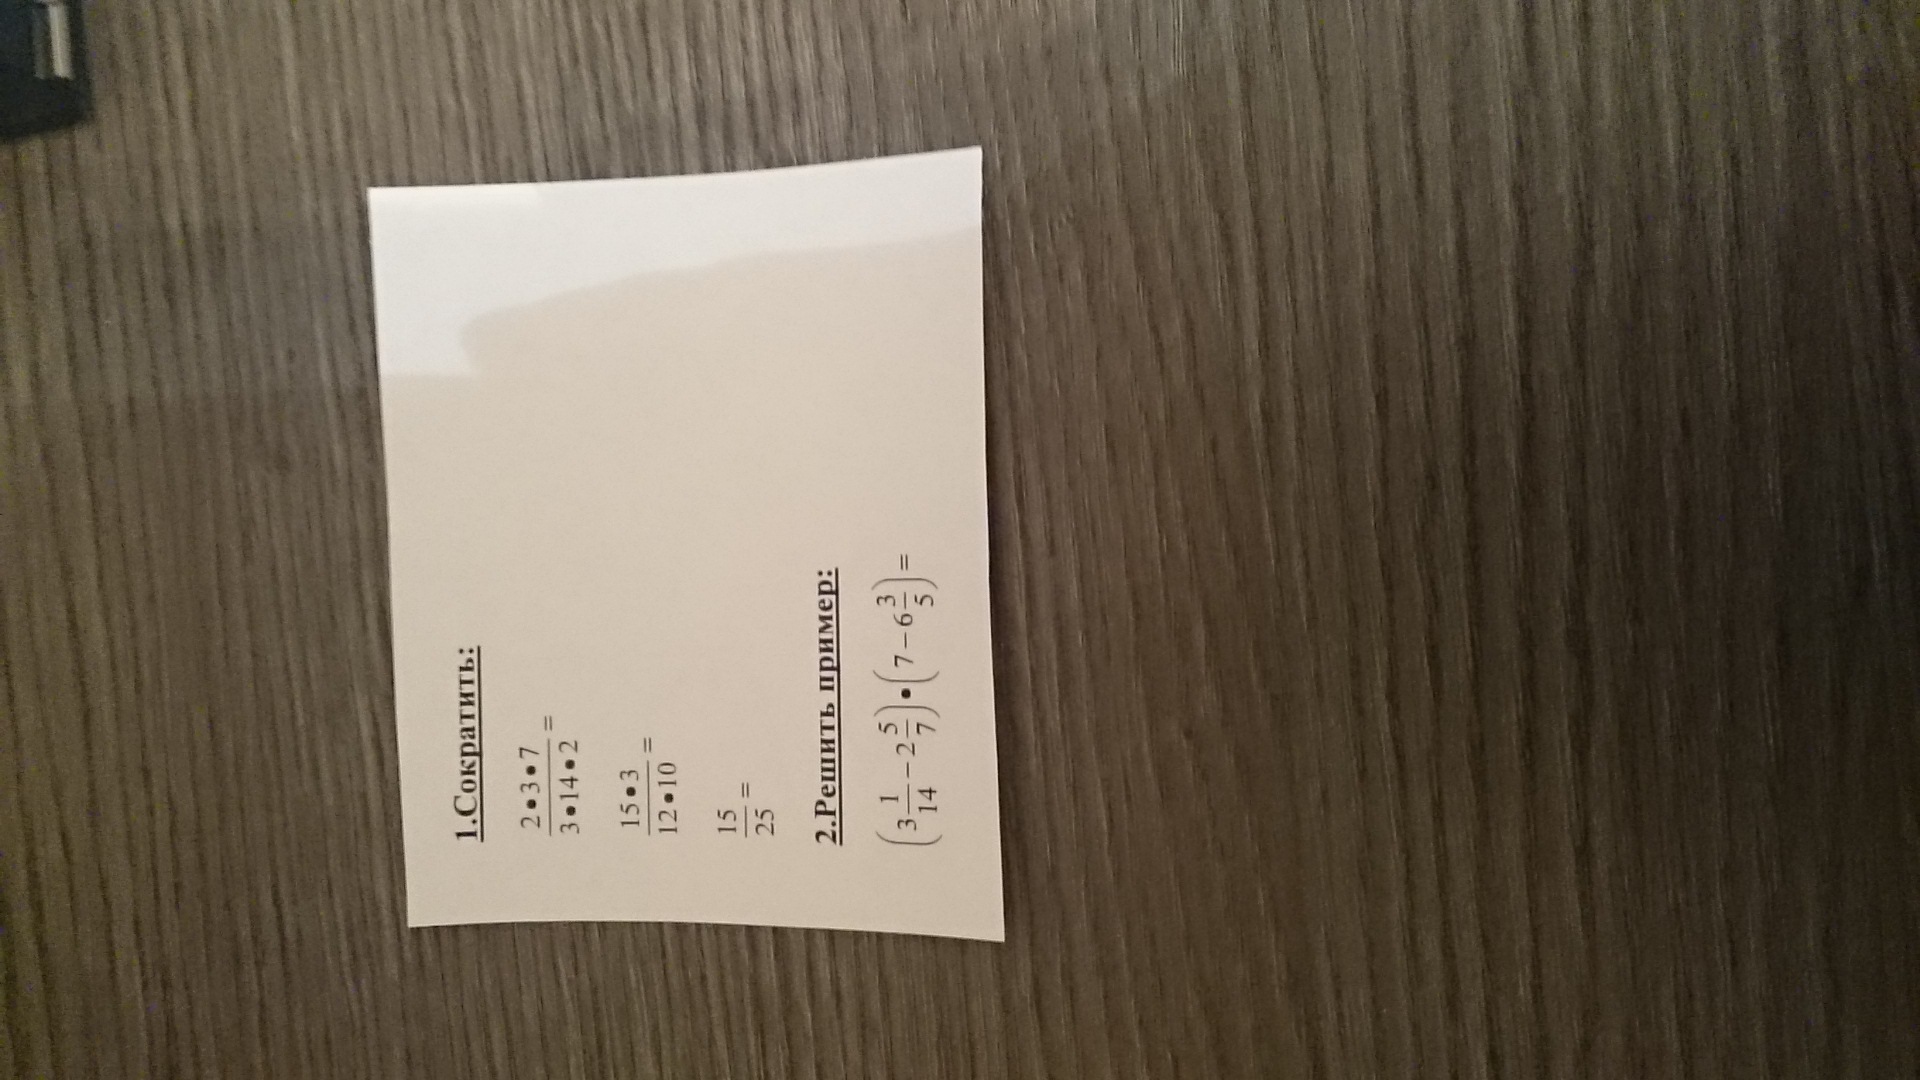 1.Сократить:
2•3•7/3•14•2 =
15•3/12•10 =
15/25 =
2.Решить пример:
(3 1/14 − 2 5/7)•(7 − 6 3/5) =